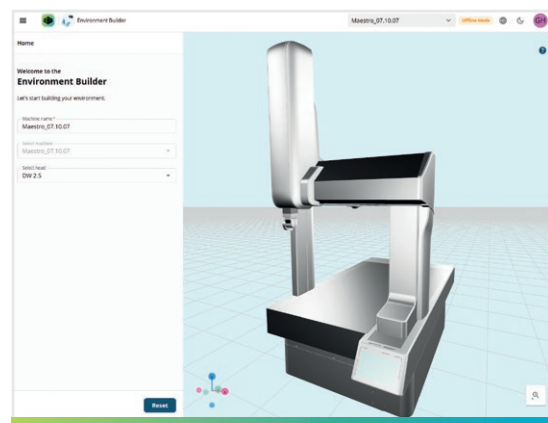 Environment Builder
Maestro_07.10.07
Offline Mode
GH
Home
Welcome to the
Environment Builder
Let's start building your environment.
Machine name*
Maestro_07.10.07
Select machine
Maestro_07.10.07
Select head
DW 2.5
Reset